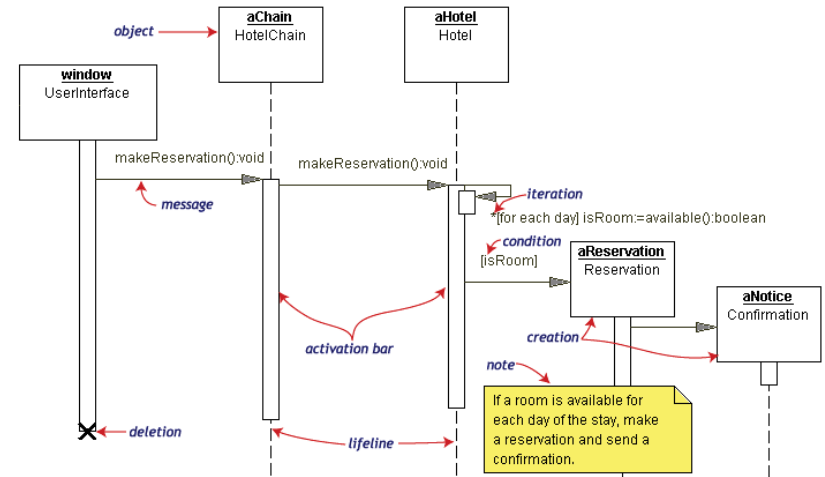 object
aChain
HotelChain
aHotel
Hotel
window
UserInterface
makeReservation():void
makeReservation():void
message
iteration
*[for each day] isRoom:=available():boolean
condition
[isRoom]
aReservation
Reservation
aNotice
Confirmation
activation bar
creation
note
If a room is available for
each day of the stay, make
a reservation and send a
confirmation.
deletion
lifeline